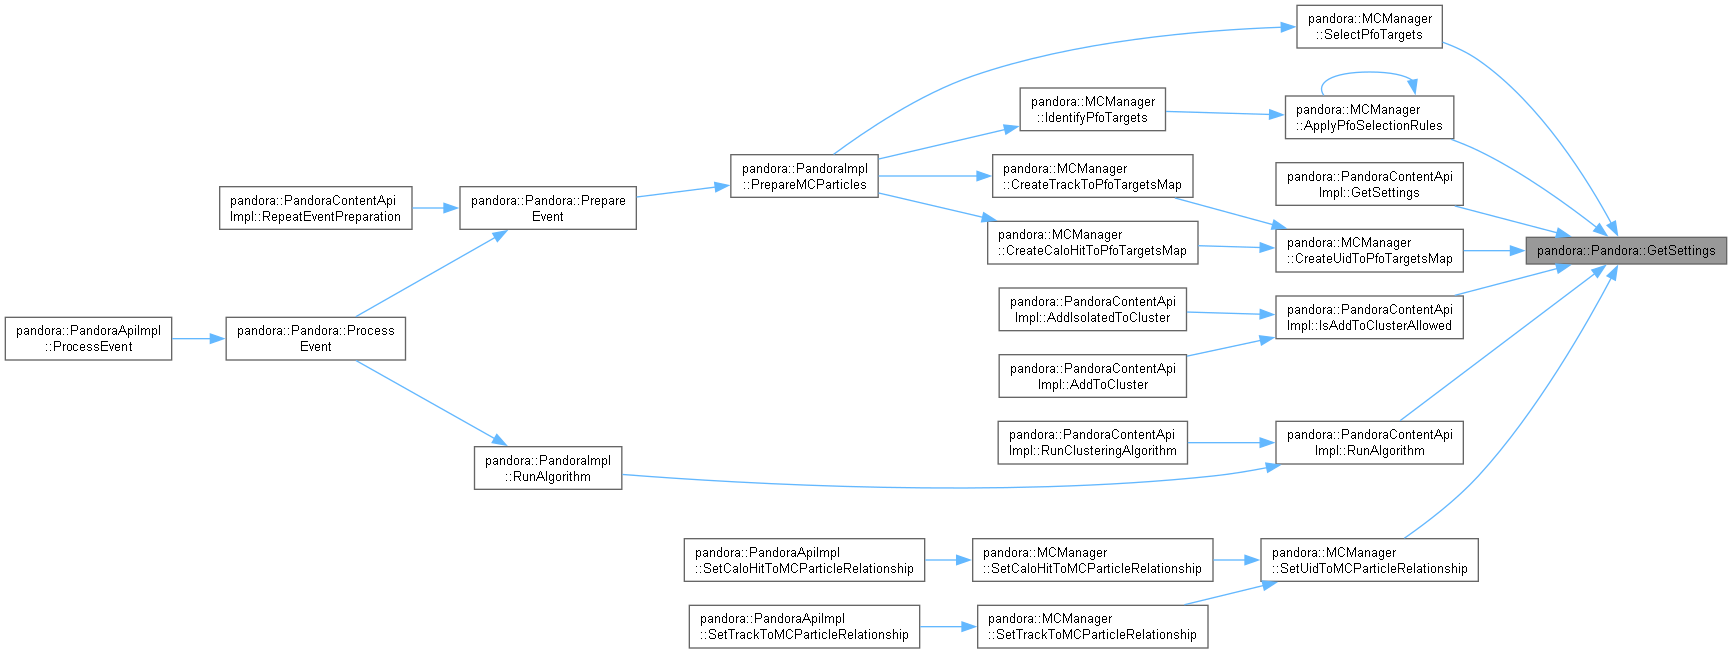 pandora::MCManager
::SelectPfoTargets
pandora::MCManager
::IdentifyPfoTargets
pandora::MCManager
::ApplyPfoSelectionRules
pandora::PandoraImpl
::PrepareMCParticles
pandora::MCManager
::CreateTrackToPfoTargetsMap
pandora::PandoraContentApi
Impl::GetSettings
pandora::PandoraContentApi
Impl::RepeatEventPreparation
pandora::Pandora::Prepare
Event
pandora::MCManager
::CreateCaloHitToPfoTargetsMap
pandora::MCManager
::CreateUidToPfoTargetsMap
pandora::Pandora::GetSettings
pandora::PandoraContentApi
Impl::AddIsolatedToCluster
pandora::PandoraContentApi
Impl::IsAddToClusterAllowed
pandora::PandoraApiImpl
::ProcessEvent
pandora::Pandora::Process
Event
pandora::PandoraContentApi
Impl::AddToCluster
pandora::PandoraContentApi
Impl::RunClusteringAlgorithm
pandora::PandoraContentApi
Impl::RunAlgorithm
pandora::PandoraImpl
::RunAlgorithm
pandora::PandoraApiImpl
::SetCaloHitToMCParticleRelationship
pandora::MCManager
::SetCaloHitToMCParticleRelationship
pandora::MCManager
::SetUidToMCParticleRelationship
pandora::PandoraApiImpl
::SetTrackToMCParticleRelationship
pandora::MCManager
::SetTrackToMCParticleRelationship